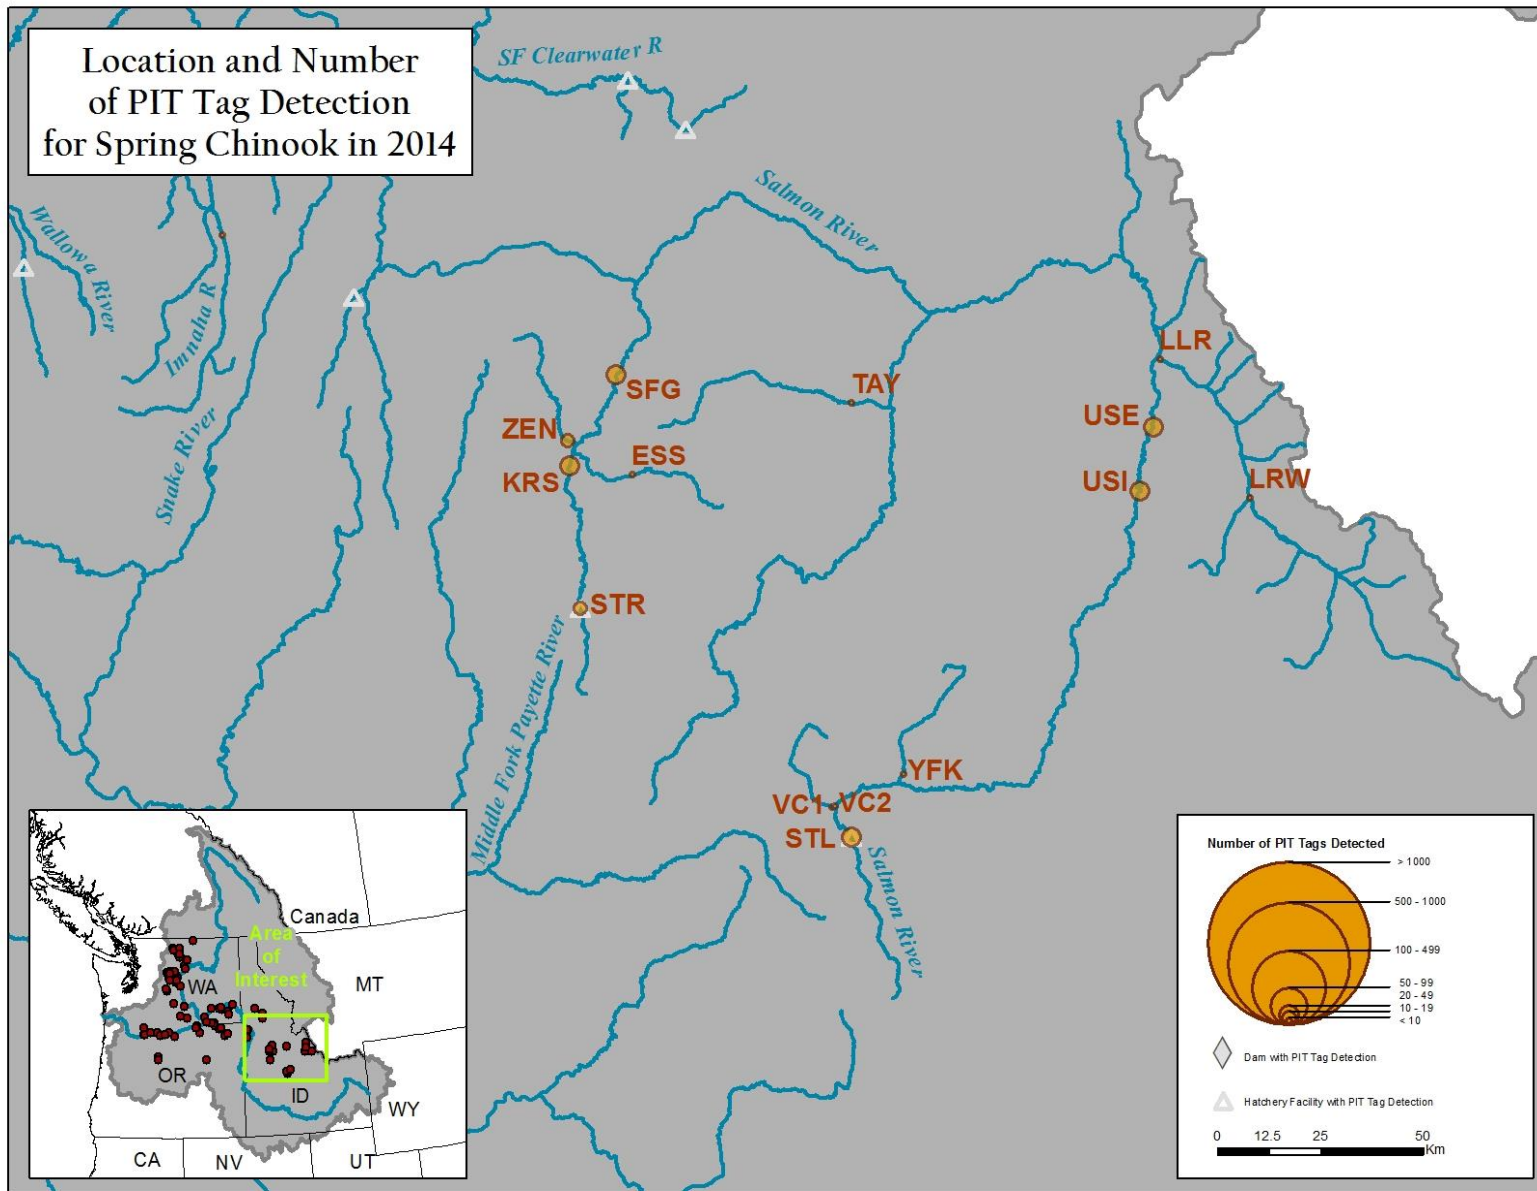 Location and Number
of PIT Tag Detection
for Spring Chinook in 2014
SF Clearwater R
Salmon River
Wallowa River
Imnaha R
Snake River
LLR
SFG
TAY
USE
ZEN
ESS
KRS
USI
LRW
STR
Middle Fork Payette River
YFK
VC1
VC2
STL
Salmon River
Canada
Area
of
Interest
WA
MT
OR
ID
WY
CA
NV
UT
Number of PIT Tags Detected
> 1000
500 - 1000
100 - 499
50 - 99
20 - 49
10 - 19
< 10
Dam with PIT Tag Detection
Hatchery Facility with PIT Tag Detection
0 12.5 25 50
Km